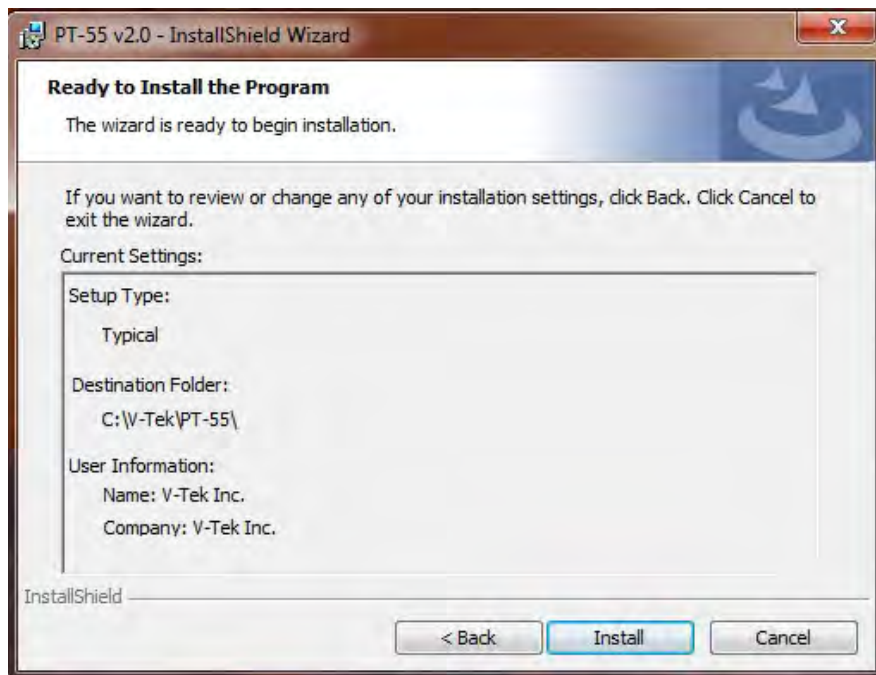 PT-55 v2.0 - InstallShield Wizard
Ready to Install the Program
The wizard is ready to begin installation.
If you want to review or change any of your installation settings, click Back. Click Cancel to
exit the wizard.
Current Settings:
Setup Type:
Typical
Destination Folder:
C:\V-Tek\PT-55\
User Information:
Name: V-Tek Inc.
Company: V-Tek Inc.
InstallShield
< Back
Install
Cancel